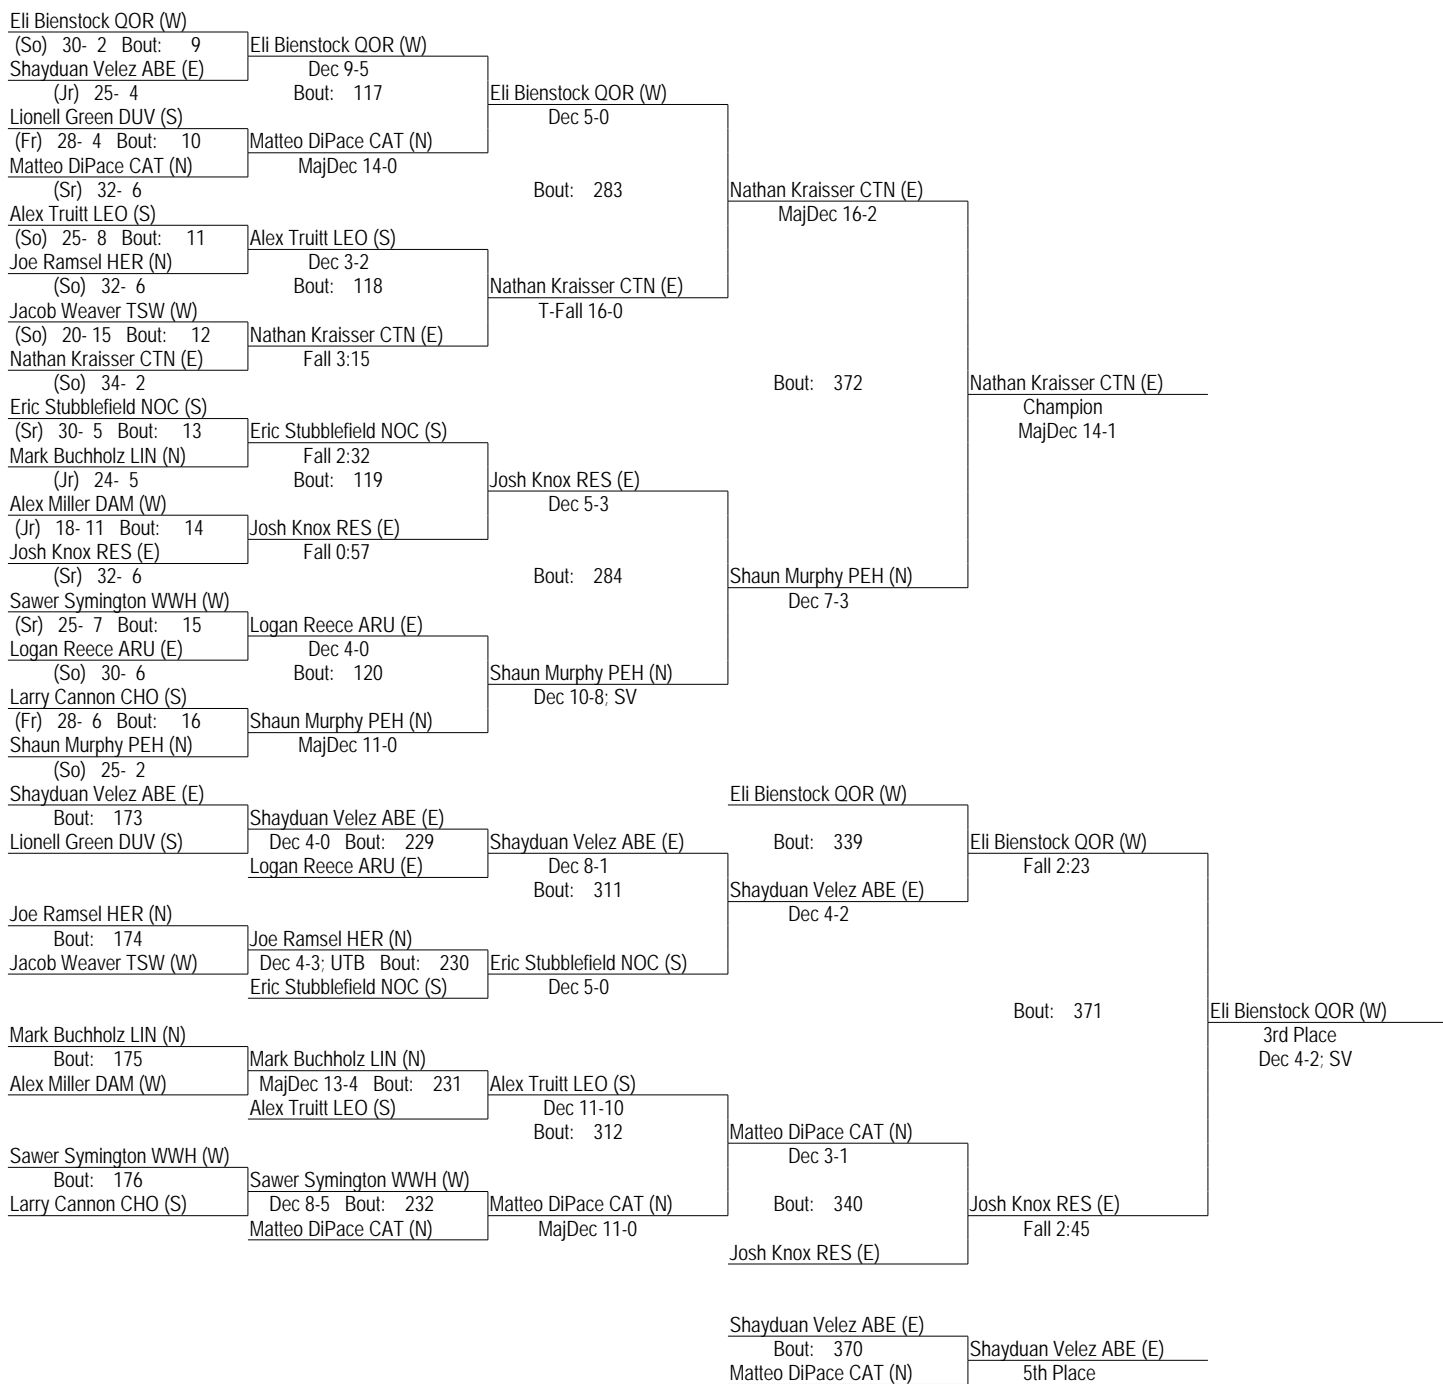 Eli Bienstock QOR (W)
(So) 30- 2 Bout: 9
Shayduan Velez ABE (E)
(Jr) 25- 4
Lionell Green DUV (S)
(Fr) 28- 4 Bout: 10
Matteo DiPace CAT (N)
(Sr) 32- 6
Alex Truitt LEO (S)
(So) 25- 8 Bout: 11
Joe Ramsel HER (N)
(So) 32- 6
Jacob Weaver TSW (W)
(So) 20- 15 Bout: 12
Nathan Kraisser CTN (E)
(So) 34- 2
Eric Stubblefield NOC (S)
(Sr) 30- 5 Bout: 13
Mark Buchholz LIN (N)
(Jr) 24- 5
Alex Miller DAM (W)
(Jr) 18- 11 Bout: 14
Josh Knox RES (E)
(Sr) 32- 6
Sawer Symington WWH (W)
(Sr) 25- 7 Bout: 15
Logan Reece ARU (E)
(So) 30- 6
Larry Cannon CHO (S)
(Fr) 28- 6 Bout: 16
Shaun Murphy PEH (N)
(So) 25- 2
Eli Bienstock QOR (W)
Dec 9-5
Bout: 117
Matteo DiPace CAT (N)
MajDec 14-0
Alex Truitt LEO (S)
Dec 3-2
Bout: 118
Nathan Kraisser CTN (E)
Fall 3:15
Eric Stubblefield NOC (S)
Fall 2:32
Bout: 119
Josh Knox RES (E)
Fall 0:57
Logan Reece ARU (E)
Dec 4-0
Bout: 120
Shaun Murphy PEH (N)
MajDec 11-0
Eli Bienstock QOR (W)
Dec 5-0
Bout: 283
Nathan Kraisser CTN (E)
T-Fall 16-0
Josh Knox RES (E)
Dec 5-3
Bout: 284
Shaun Murphy PEH (N)
Dec 10-8; SV
Nathan Kraisser CTN (E)
MajDec 16-2
Bout: 372
Shaun Murphy PEH (N)
Dec 7-3
Nathan Kraisser CTN (E)
Champion
MajDec 14-1
Shayduan Velez ABE (E)
Bout: 173
Lionell Green DUV (S)
Joe Ramsel HER (N)
Bout: 174
Jacob Weaver TSW (W)
Mark Buchholz LIN (N)
Bout: 175
Alex Miller DAM (W)
Sawer Symington WWH (W)
Bout: 176
Larry Cannon CHO (S)
Shayduan Velez ABE (E)
Dec 4-0 Bout: 229
Logan Reece ARU (E)
Joe Ramsel HER (N)
Dec 4-3; UTB Bout: 230
Eric Stubblefield NOC (S)
Mark Buchholz LIN (N)
MajDec 13-4 Bout: 231
Alex Truitt LEO (S)
Sawer Symington WWH (W)
Dec 8-5 Bout: 232
Matteo DiPace CAT (N)
Shayduan Velez ABE (E)
Dec 8-1
Bout: 311
Eric Stubblefield NOC (S)
Dec 5-0
Alex Truitt LEO (S)
Dec 11-10
Bout: 312
Matteo DiPace CAT (N)
MajDec 11-0
Eli Bienstock QOR (W)
Bout: 339
Shayduan Velez ABE (E)
Dec 4-2
Matteo DiPace CAT (N)
Dec 3-1
Bout: 340
Josh Knox RES (E)
Eli Bienstock QOR (W)
Fall 2:23
Bout: 371
Josh Knox RES (E)
Fall 2:45
Eli Bienstock QOR (W)
3rd Place
Dec 4-2; SV
Shayduan Velez ABE (E)
Bout: 370
Matteo DiPace CAT (N)
Shayduan Velez ABE (E)
5th Place